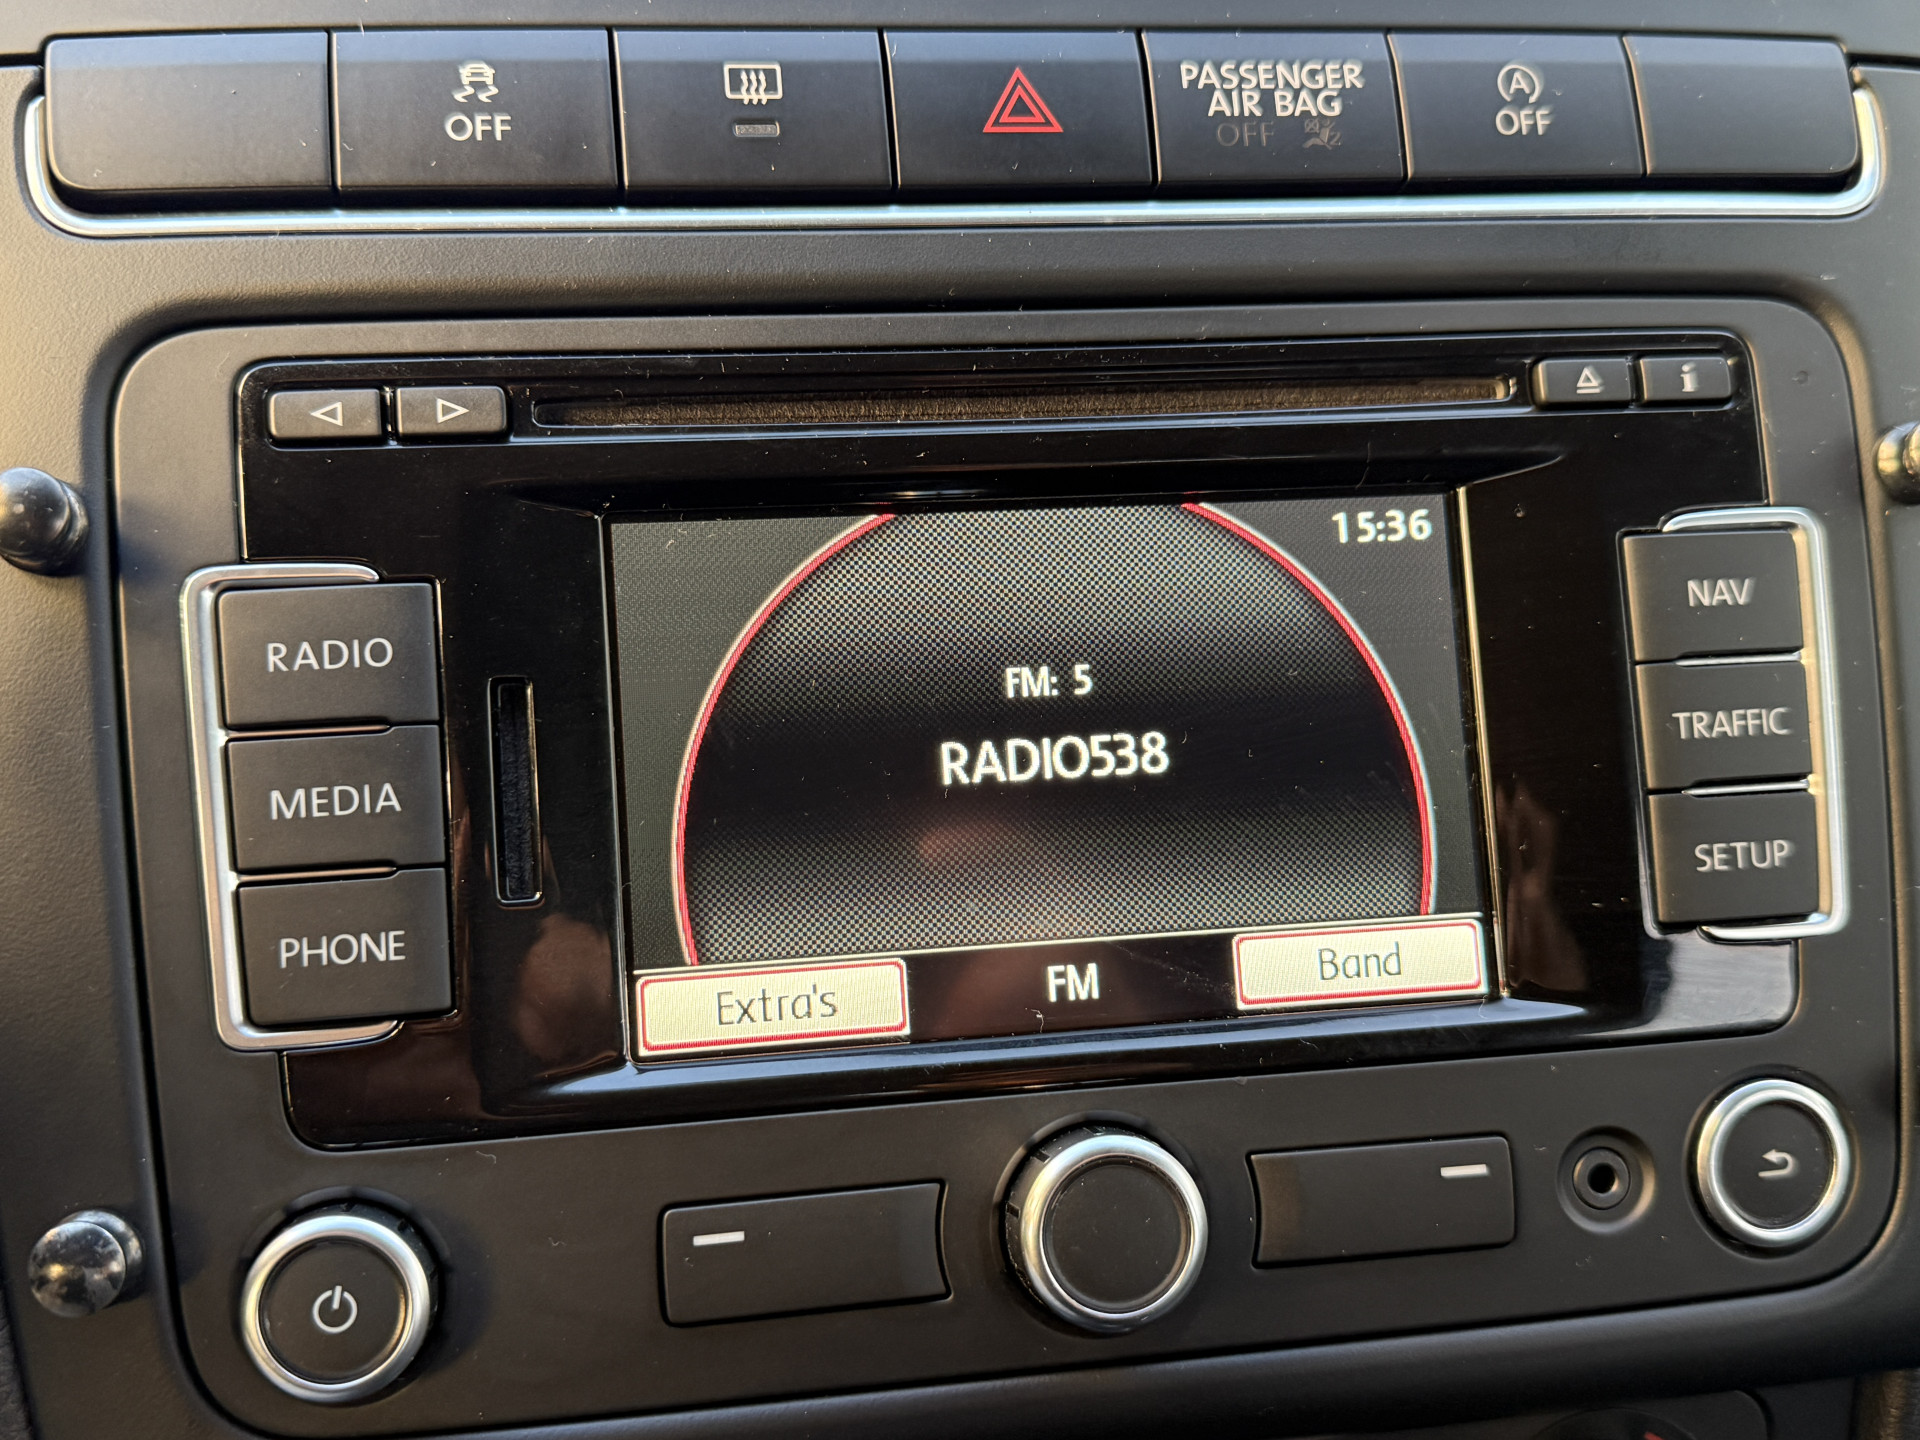 OFF
PASSENGER
AIR BAG
OFF
OFF
15:36
RADIO
MEDIA
PHONE
FM: 5
RADIO538
NAV
TRAFFIC
SETUP
Extra's
FM
Band